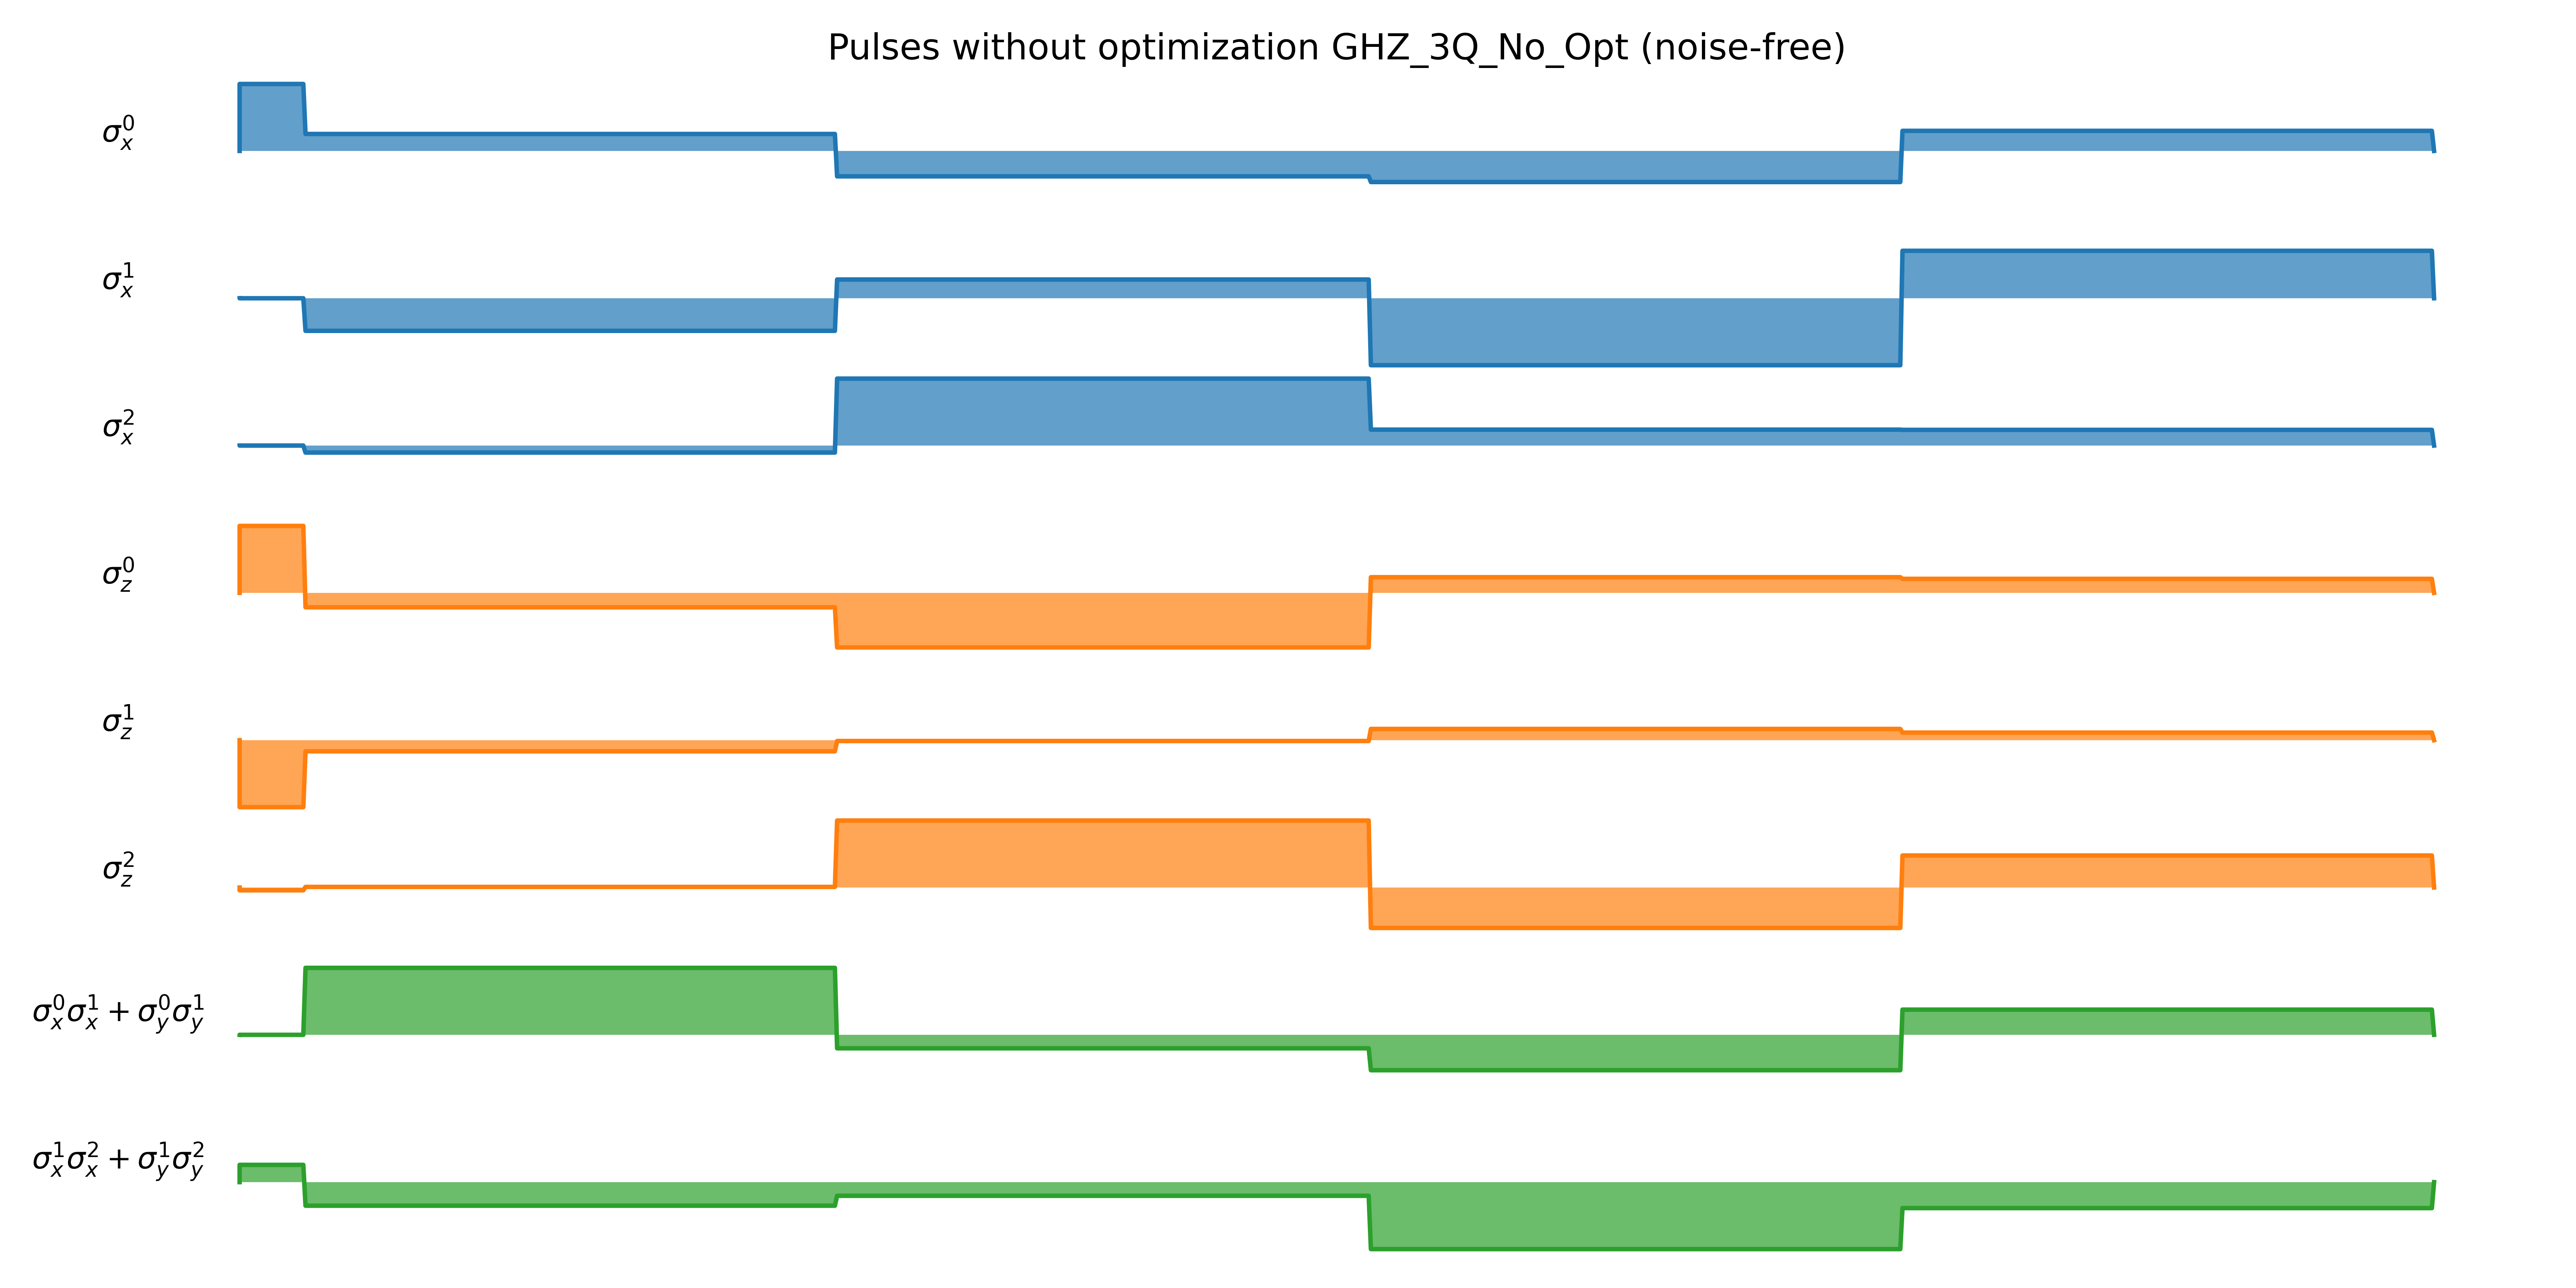 Pulses without optimization GHZ_3Q_No_Opt (noise-free)
σ_x^0
σ_x^1
σ_x^2
σ_z^0
σ_z^1
σ_z^2
σ_x^0σ_x^1 + σ_y^0σ_y^1
σ_x^1σ_x^2 + σ_y^1σ_y^2